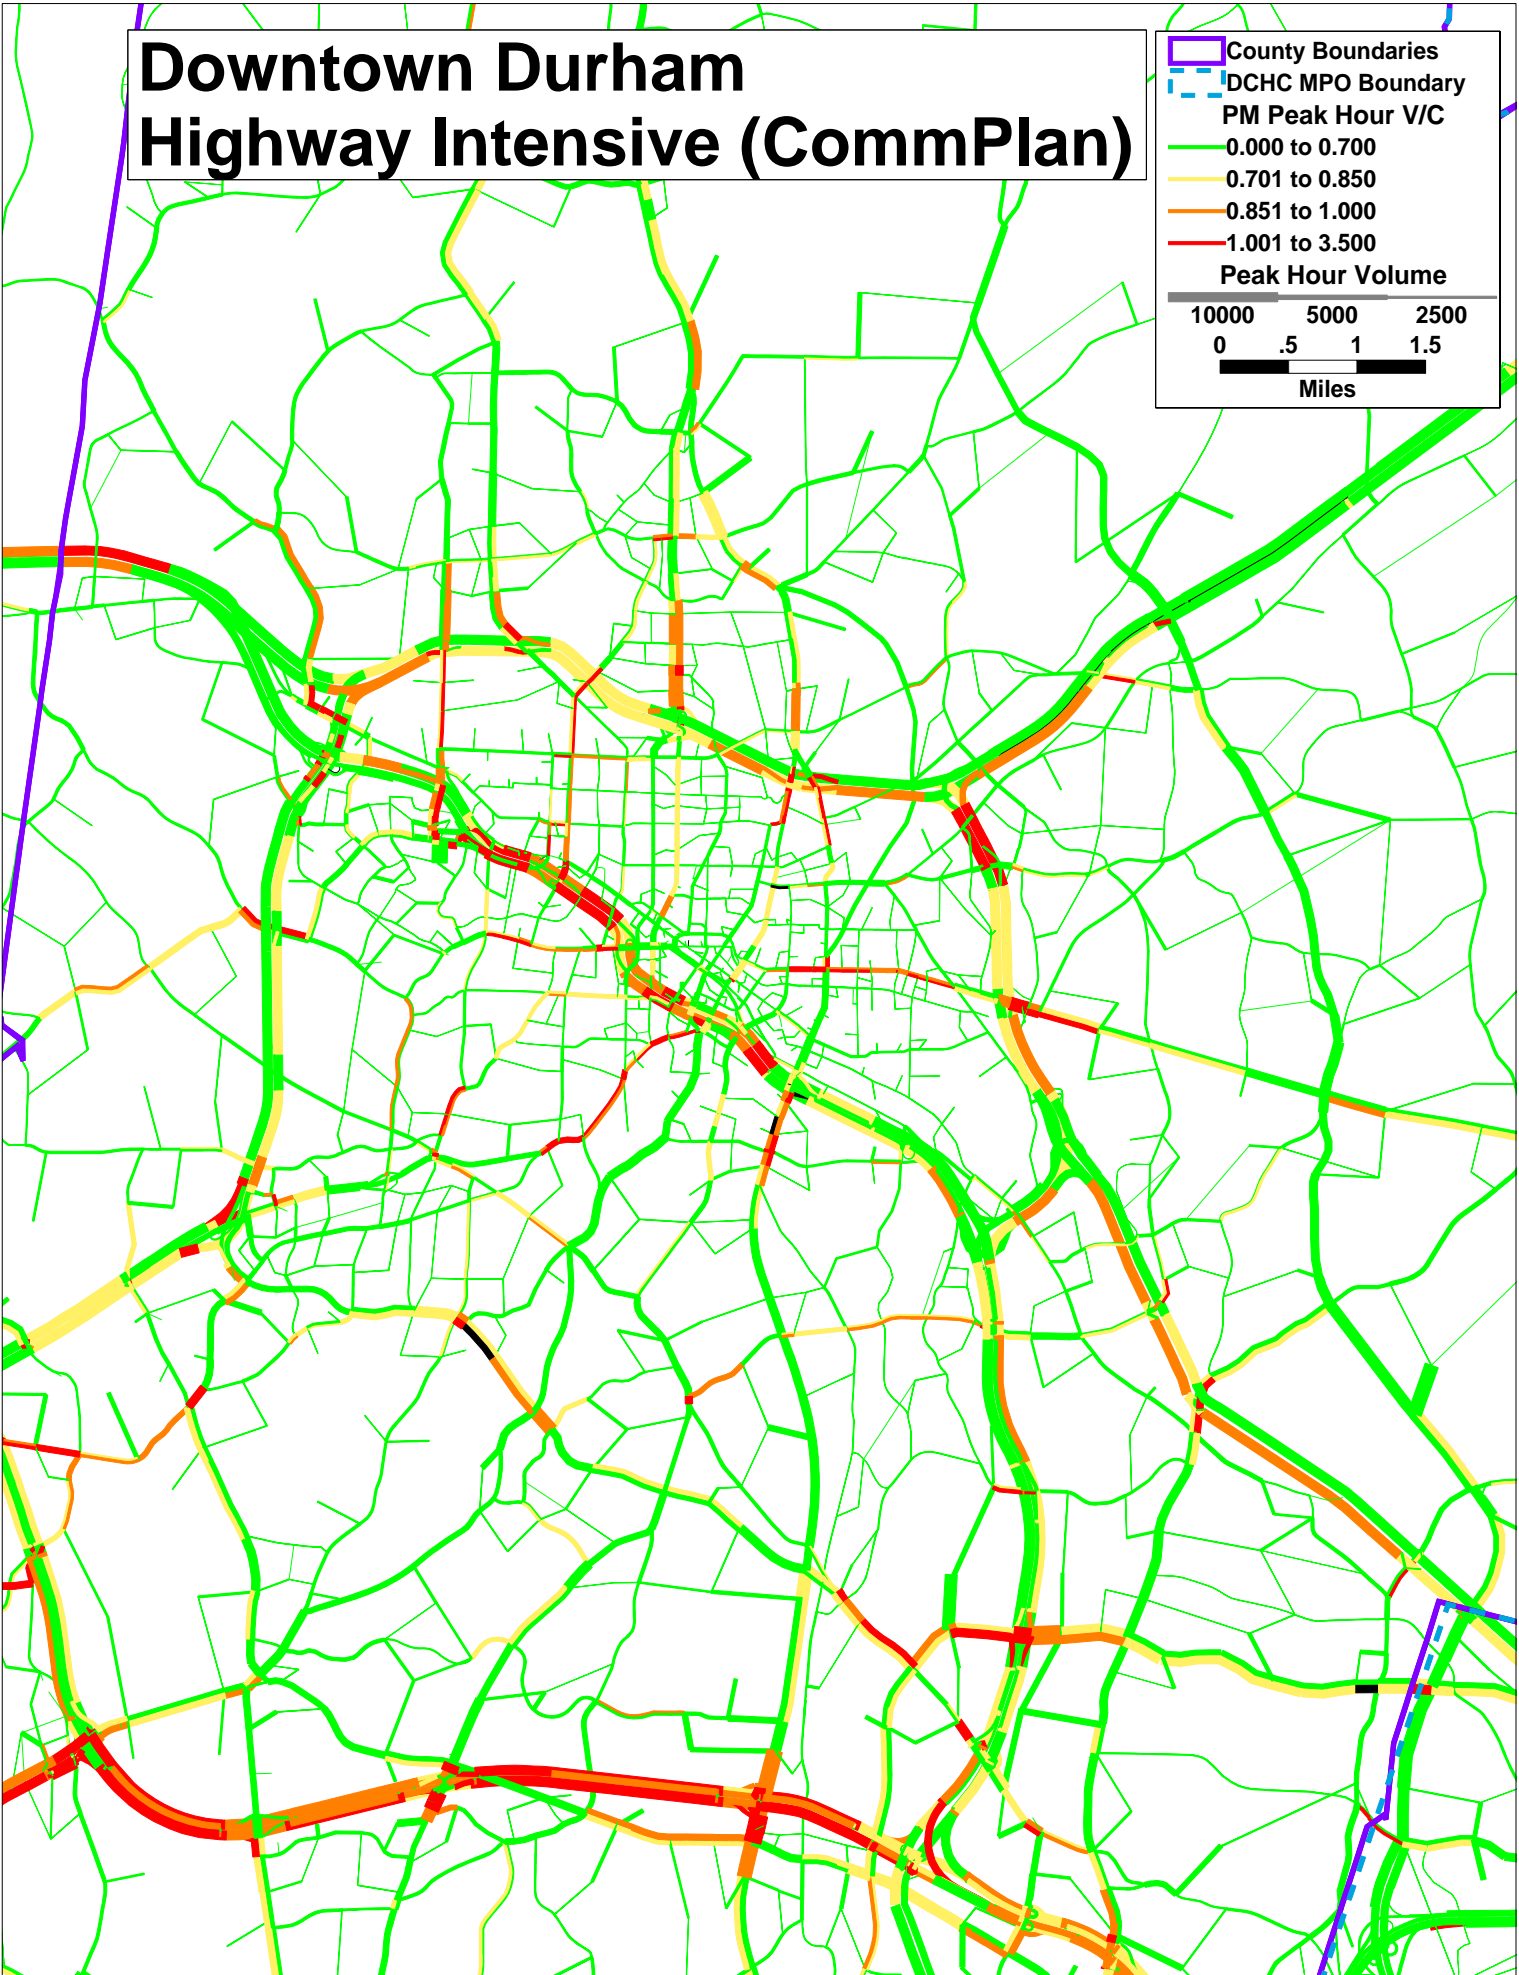 Downtown Durham
Highway Intensive (CommPlan)
County Boundaries
DCHC MPO Boundary
PM Peak Hour V/C
0.000 to 0.700
0.701 to 0.850
0.851 to 1.000
1.001 to 3.500
Peak Hour Volume
10000 5000 2500
0 .5 1 1.5
Miles